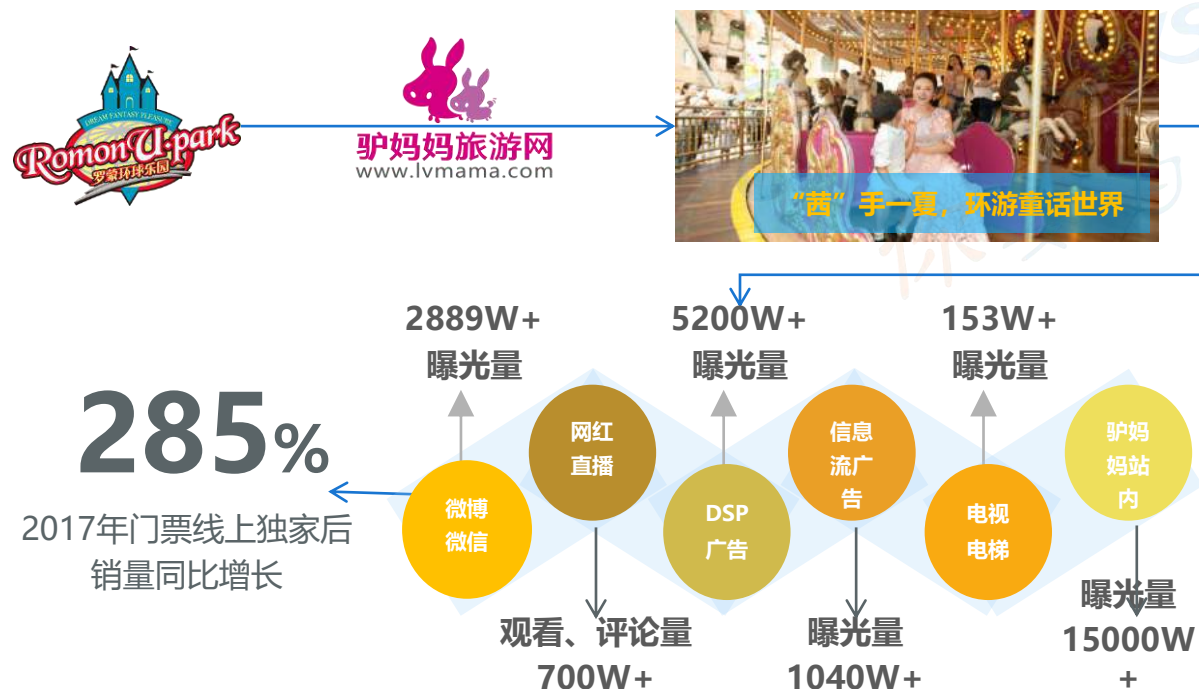 DREAM FANTASY PLEASURE
Romon U-park
罗蒙环球乐园
驴妈妈旅游网
www.lvmama.com
“茜”手一夏，环游童话世界
2889W+
曝光量
5200W+
曝光量
153W+
曝光量
285%
2017年门票线上独家后
销量同比增长
微博
微信
网红
直播
DSP
广告
信息
流广
告
电视
电梯
驴妈
妈站
内
观看、评论量
700W+
曝光量
1040W+
曝光量
15000W
+